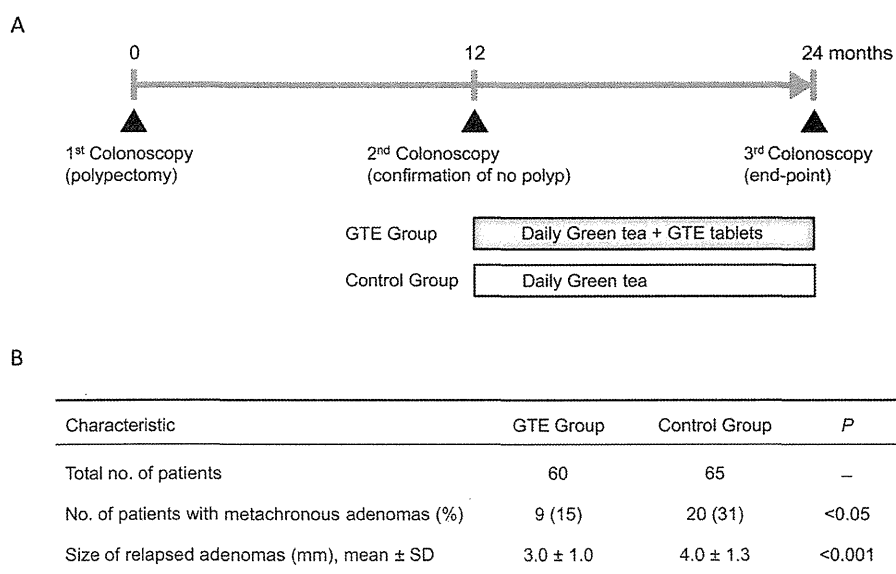 A
0 12 24 months
1st Colonoscopy (polypectomy)
2nd Colonoscopy (confirmation of no polyp)
3rd Colonoscopy (end-point)
GTE Group Daily Green tea + GTE tablets
Control Group Daily Green tea
B
Characteristic GTE Group Control Group P
Total no. of patients 60 65 –
No. of patients with metachronous adenomas (%) 9 (15) 20 (31) <0.05
Size of relapsed adenomas (mm), mean ± SD 3.0 ± 1.0 4.0 ± 1.3 <0.001